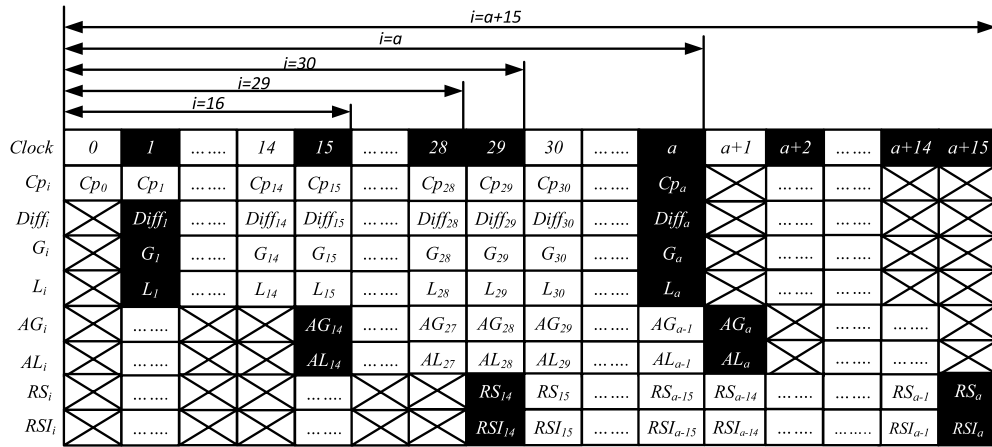 i=a+15
i=a
i=30
i=29
i=16
Clock 0 1 ……. 14 15 ……. 28 29 30 ……. a a+1 a+2 ……. a+14 a+15
Cpᵢ Cp₀ Cp₁ ……. Cp₁₄ Cp₁₅ ……. Cp₂₈ Cp₂₉ Cp₃₀ ……. Cpₐ ……. …….
Diffᵢ Diff₁ ……. Diff₁₄ Diff₁₅ ……. Diff₂₈ Diff₂₉ Diff₃₀ ……. Diffₐ ……. …….
Gᵢ G₁ ……. G₁₄ G₁₅ ……. G₂₈ G₂₉ G₃₀ ……. Gₐ ……. …….
Lᵢ L₁ ……. L₁₄ L₁₅ ……. L₂₈ L₂₉ L₃₀ ……. Lₐ ……. …….
AGᵢ ……. AG₁₄ ……. AG₂₇ AG₂₈ AG₂₉ ……. AGₐ₋₁ AGₐ ……. …….
ALᵢ ……. AL₁₄ ……. AL₂₇ AL₂₈ AL₂₉ ……. ALₐ₋₁ ALₐ ……. …….
RSᵢ ……. ……. RS₁₄ RS₁₅ ……. RSₐ₋₁₅ RSₐ₋₁₄ ……. ……. RSₐ₋₁ RSₐ
RSIᵢ ……. ……. RSI₁₄ RSI₁₅ ……. RSIₐ₋₁₅ RSIₐ₋₁₄ ……. ……. RSIₐ₋₁ RSIₐ